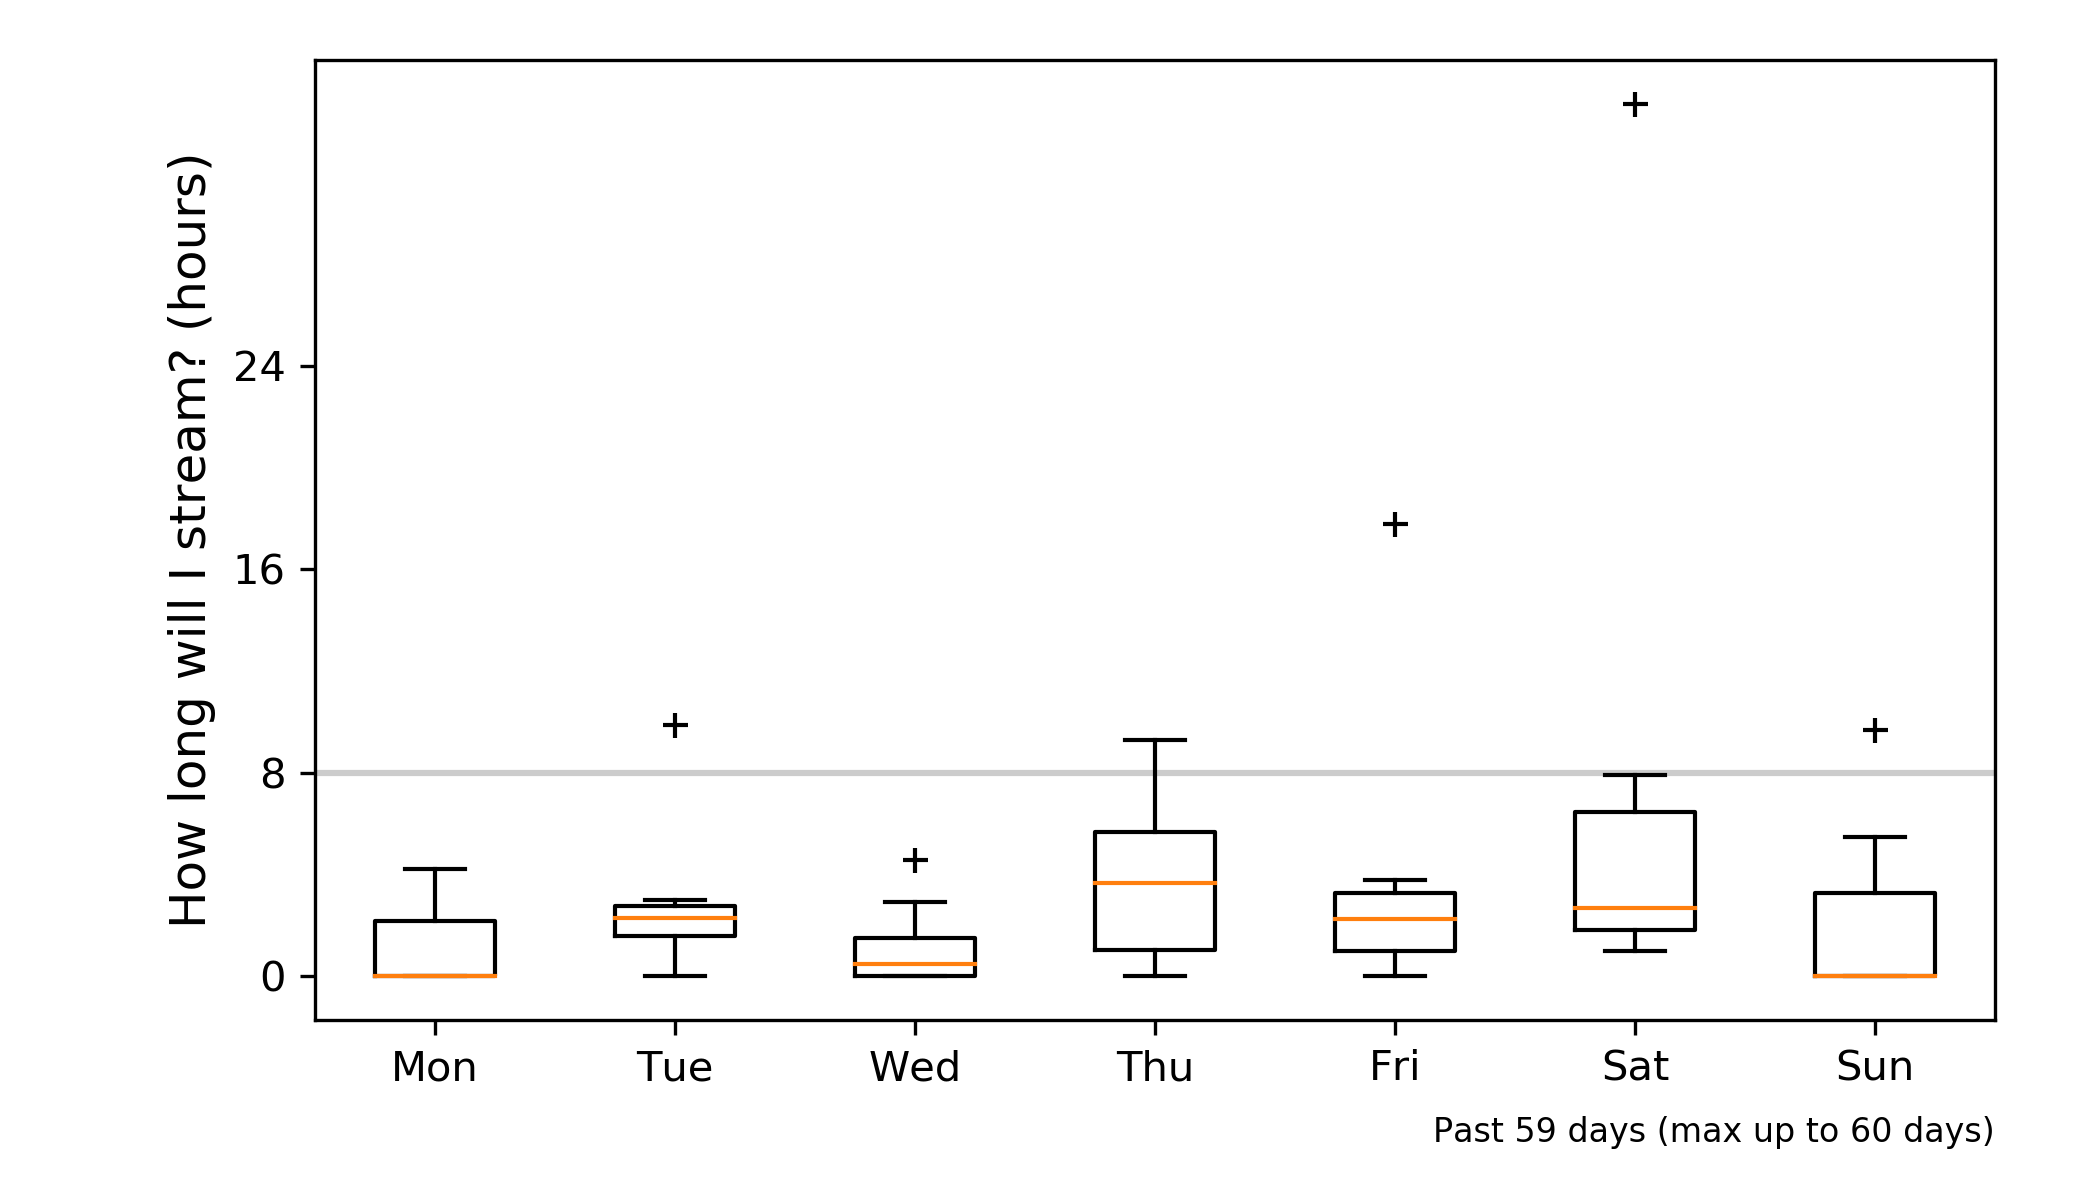 How long will I stream? (hours)
24
16
8
0
Mon Tue Wed Thu Fri Sat Sun
Past 59 days (max up to 60 days)